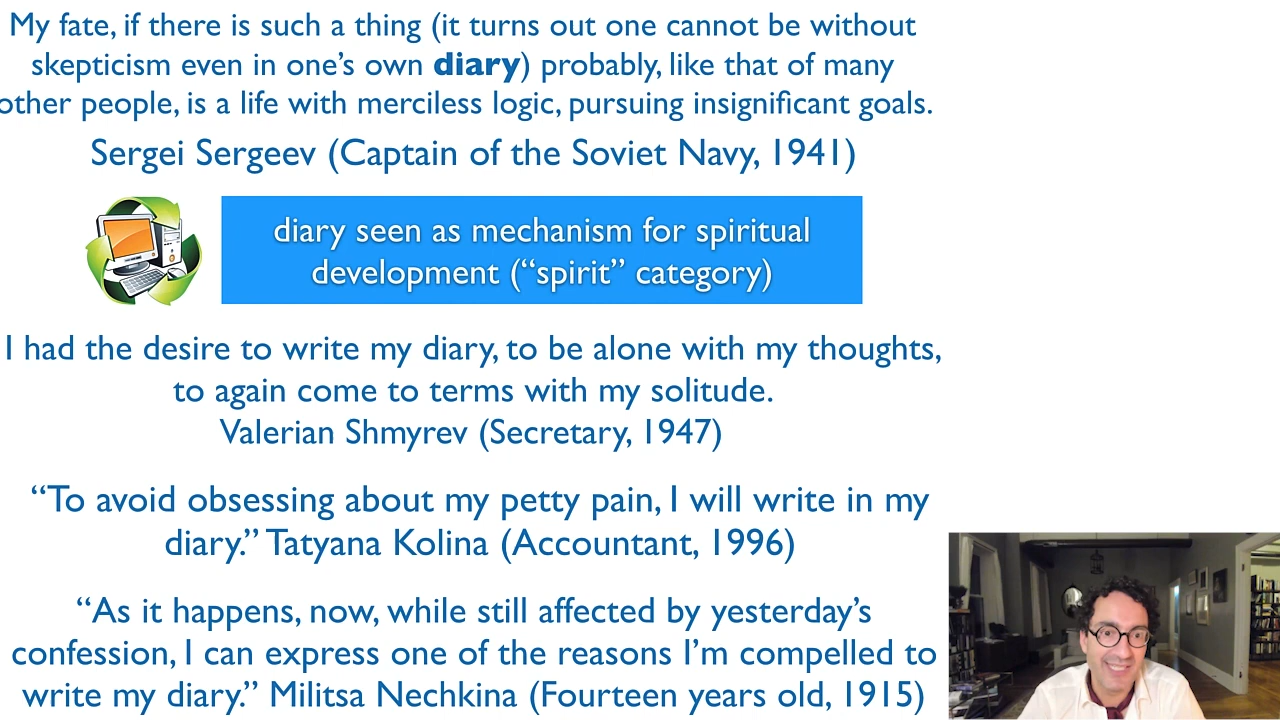 My fate, if there is such a thing (it turns out one cannot be without
skepticism even in one's own diary) probably, like that of many
other people, is a life with merciless logic, pursuing insignificant goals.
Sergei Sergeev (Captain of the Soviet Navy, 1941)
diary seen as mechanism for spiritual
development (“spirit” category)
I had the desire to write my diary, to be alone with my thoughts,
to again come to terms with my solitude.
Valerian Shmyrev (Secretary, 1947)
“To avoid obsessing about my petty pain, I will write in my
diary.” Tatyana Kolina (Accountant, 1996)
“As it happens, now, while still affected by yesterday's
confession, I can express one of the reasons I'm compelled to
write my diary.” Militsa Nechkina (Fourteen years old, 1915)